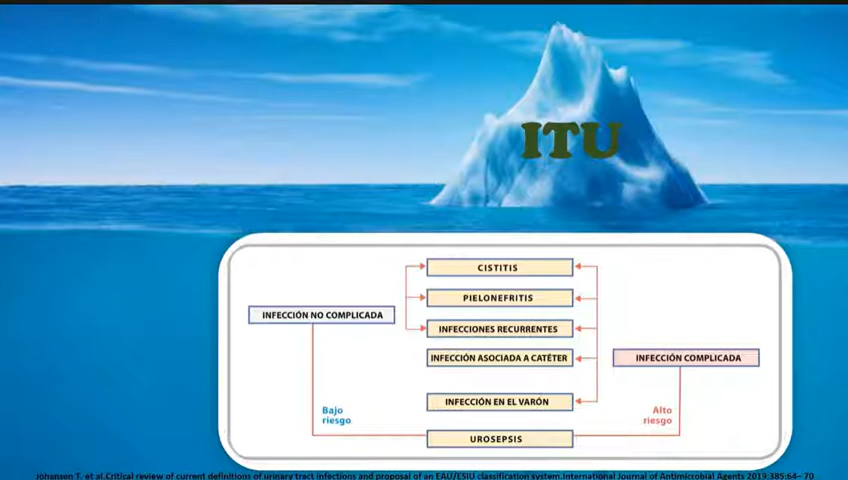 ITU
CISTITIS
PIELONEFRITIS
INFECCIÓN NO COMPLICADA
INFECCIONES RECURRENTES
INFECCIÓN ASOCIADA A CATÉTER
INFECCIÓN COMPLICADA
INFECCIÓN EN EL VARÓN
Bajo
riesgo
Alto
riesgo
UROSEPSIS
Johansen T. et al.Critical review of current definitions of urinary tract infections and proposal of an EAU/ESIU classification system.International Journal of Antimicrobial Agents 2019:385:64– 70